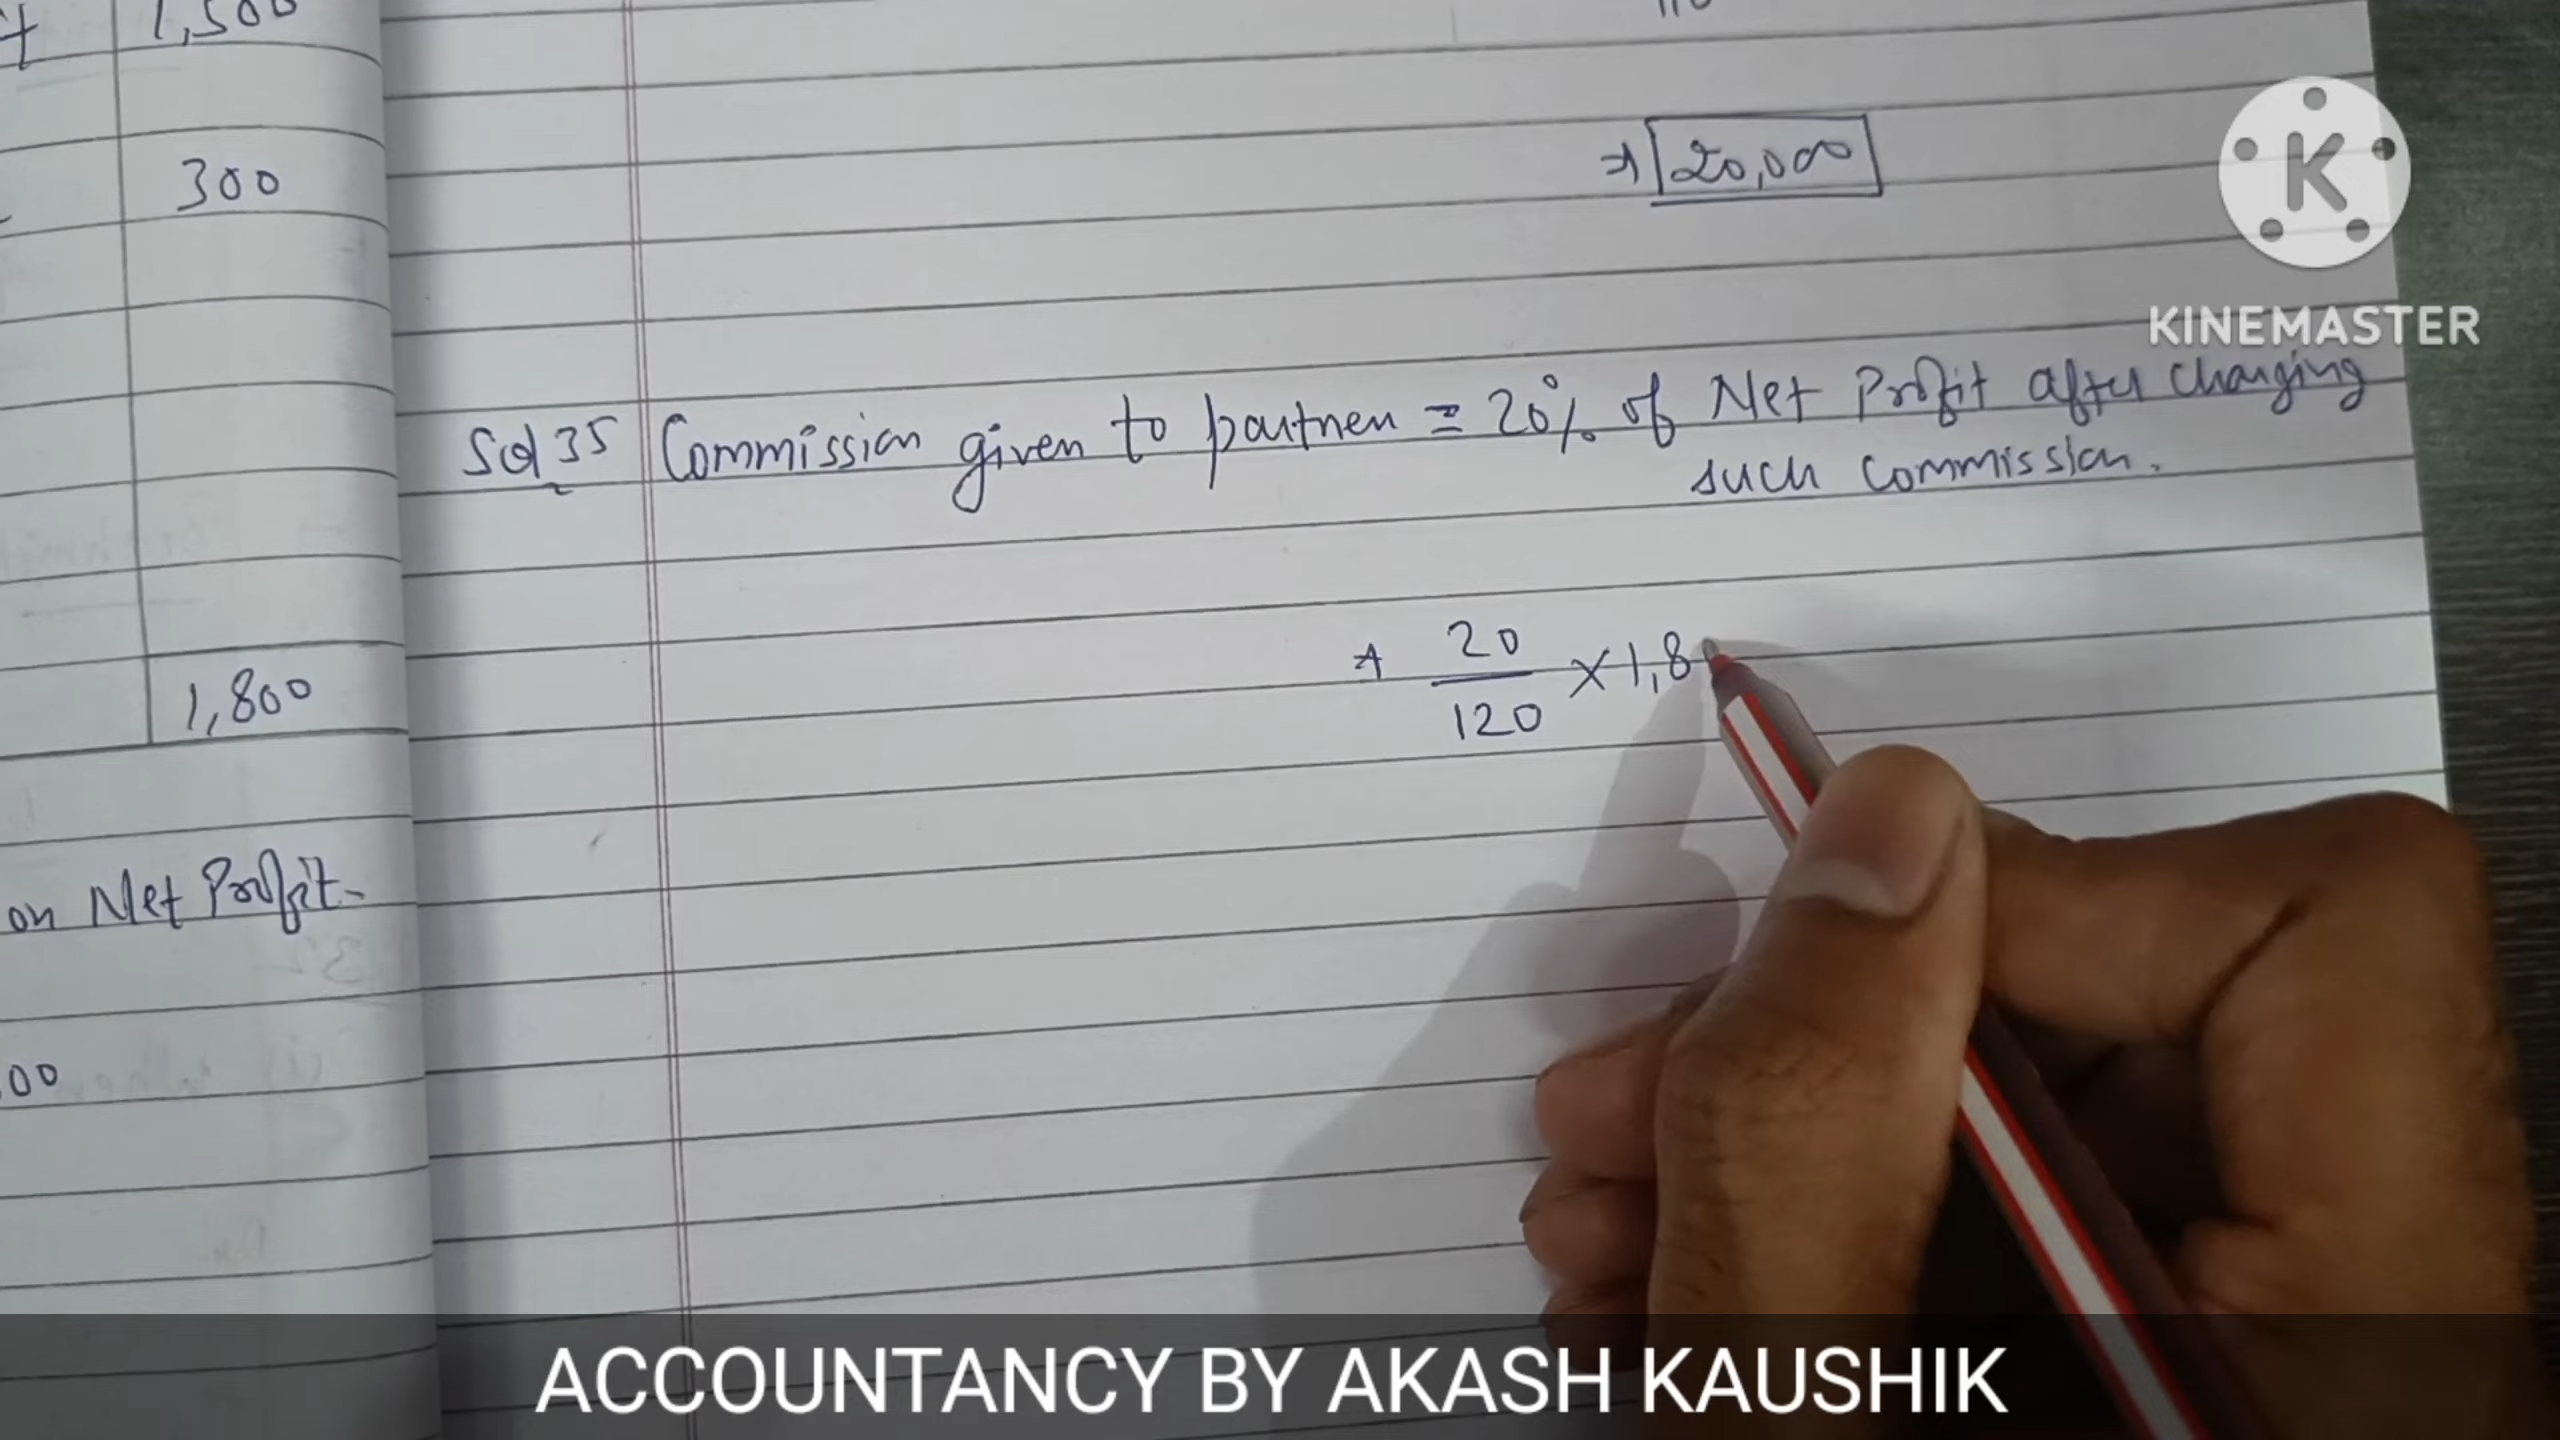 1,500
300
1,800
on Net Profit-
00
20,000
Sol 35 Commission given to partner = 20% of Net Profit after charging
such commission.
20
120 × 1,8
K
KINEMASTER
ACCOUNTANCY BY AKASH KAUSHIK